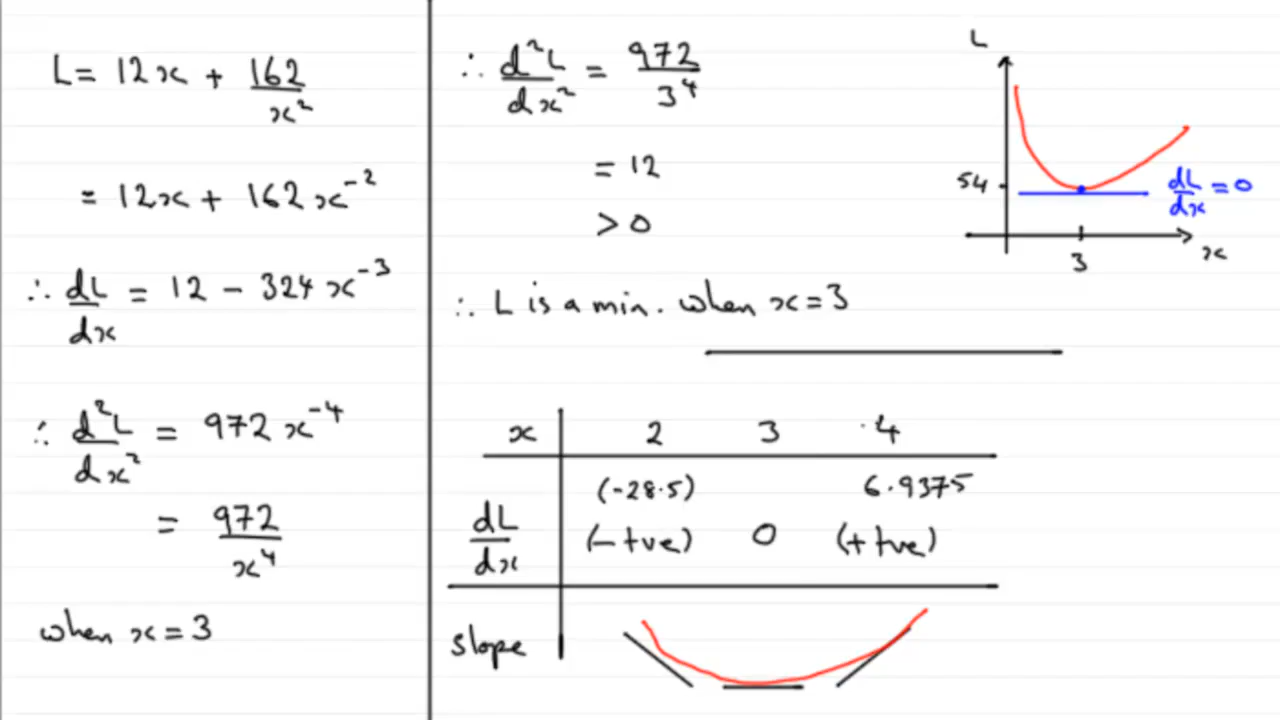 L = 12x + 162/x²
= 12x + 162x⁻²
∴ dL/dx = 12 - 324x⁻³
∴ d²L/dx² = 972x⁻⁴
= 972/x⁴
when x = 3
∴ d²L/dx² = 972/3⁴
= 12
> 0
∴ L is a min. when x = 3
L
54
dL/dx = 0
3
x
x 2 3 4
(-28.5) 6.9375
dL/dx (- tve) 0 (+ tve)
slope